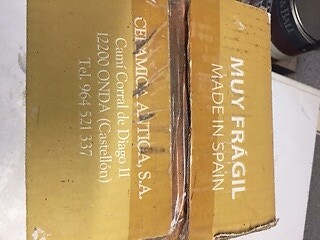 MUY FRÁGIL
MADE IN SPAIN
CERAMICA ANTIGA, S.A.
Camí Corral de Diago 11
12200 ONDA (Castellón)
Tel. 964 521 337